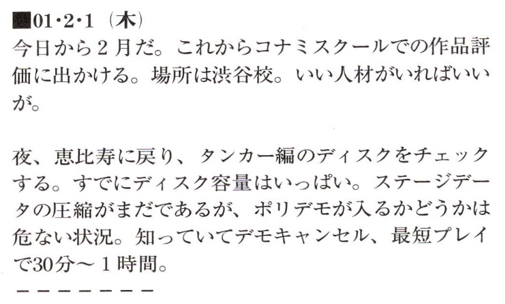 ■01・2・1（木）
今日から２月だ。これからコナミスクールでの作品評
価に出かける。場所は渋谷校。いい人材がいればいい
が。
夜、恵比寿に戻り、タンカー編のディスクをチェック
する。すでにディスク容量はいっぱい。ステージデー
タの圧縮がまだであるが、ポリデモが入るかどうかは
危ない状況。知っていてデモキャンセル、最短プレイ
で30分～１時間。
－－－－－－－